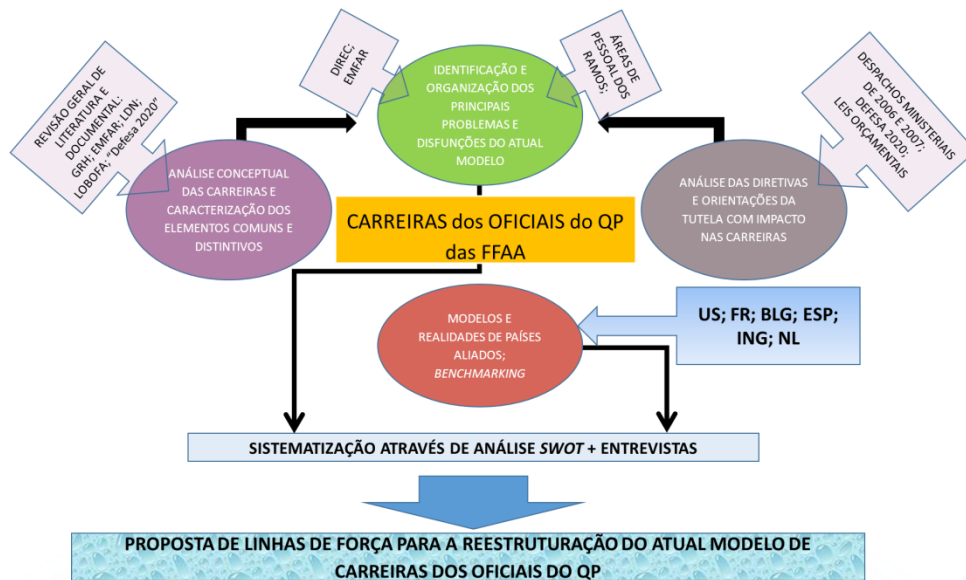 REVISÃO GERAL DE
LITERATURA E
DOCUMENTAL:
GRH; EMFAR; LDN;
LOBOFA; “Defesa 2020”
DIREC;
EMFAR
IDENTIFICAÇÃO E
ORGANIZAÇÃO DOS
PRINCIPAIS
PROBLEMAS E
DISFUNÇÕES DO ATUAL
MODELO
ÁREAS DE
PESSOAL DOS
RAMOS;
DESPACHOS MINISTERIAIS
DE 2006 E 2007;
DEFESA 2020;
LEIS ORÇAMENTAIS
ANÁLISE CONCEPTUAL
DAS CARREIRAS E
CARACTERIZAÇÃO DOS
ELEMENTOS COMUNS E
DISTINTIVOS
ANÁLISE DAS DIRETIVAS
E ORIENTAÇÕES DA
TUTELA COM IMPACTO
NAS CARREIRAS
CARREIRAS dos OFICIAIS do QP
das FFAA
MODELOS E
REALIDADES DE PAÍSES
ALIADOS;
BENCHMARKING
US; FR; BLG; ESP;
ING; NL
SISTEMATIZAÇÃO ATRAVÉS DE ANÁLISE SWOT + ENTREVISTAS
PROPOSTA DE LINHAS DE FORÇA PARA A REESTRUTURAÇÃO DO ATUAL MODELO DE
CARREIRAS DOS OFICIAIS DO QP